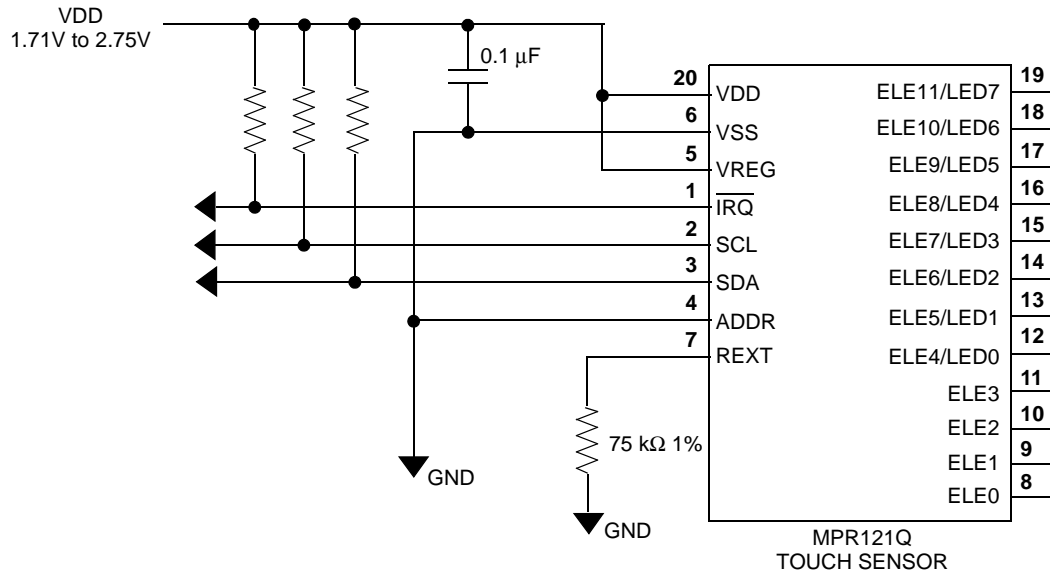 VDD
1.71V to 2.75V
0.1 μF
20
VDD
6
VSS
5
VREG
1
IRQ
2
SCL
3
SDA
4
ADDR
7
REXT
75 kΩ 1%
GND
GND
ELE11/LED7
19
ELE10/LED6
18
ELE9/LED5
17
ELE8/LED4
16
ELE7/LED3
15
ELE6/LED2
14
ELE5/LED1
13
ELE4/LED0
12
ELE3
11
ELE2
10
ELE1
9
ELE0
8
MPR121Q
TOUCH SENSOR